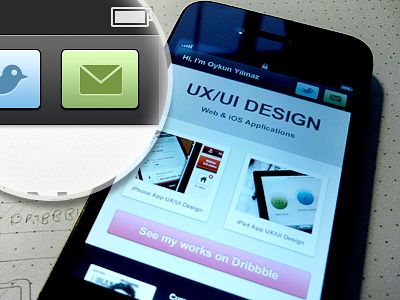 Hi, I'm Oykun Yilmaz
UX/UI DESIGN
Web & iOS Applications
iPhone App UX/UI Design
iPad App UX/UI Design
See my works on Dribbble